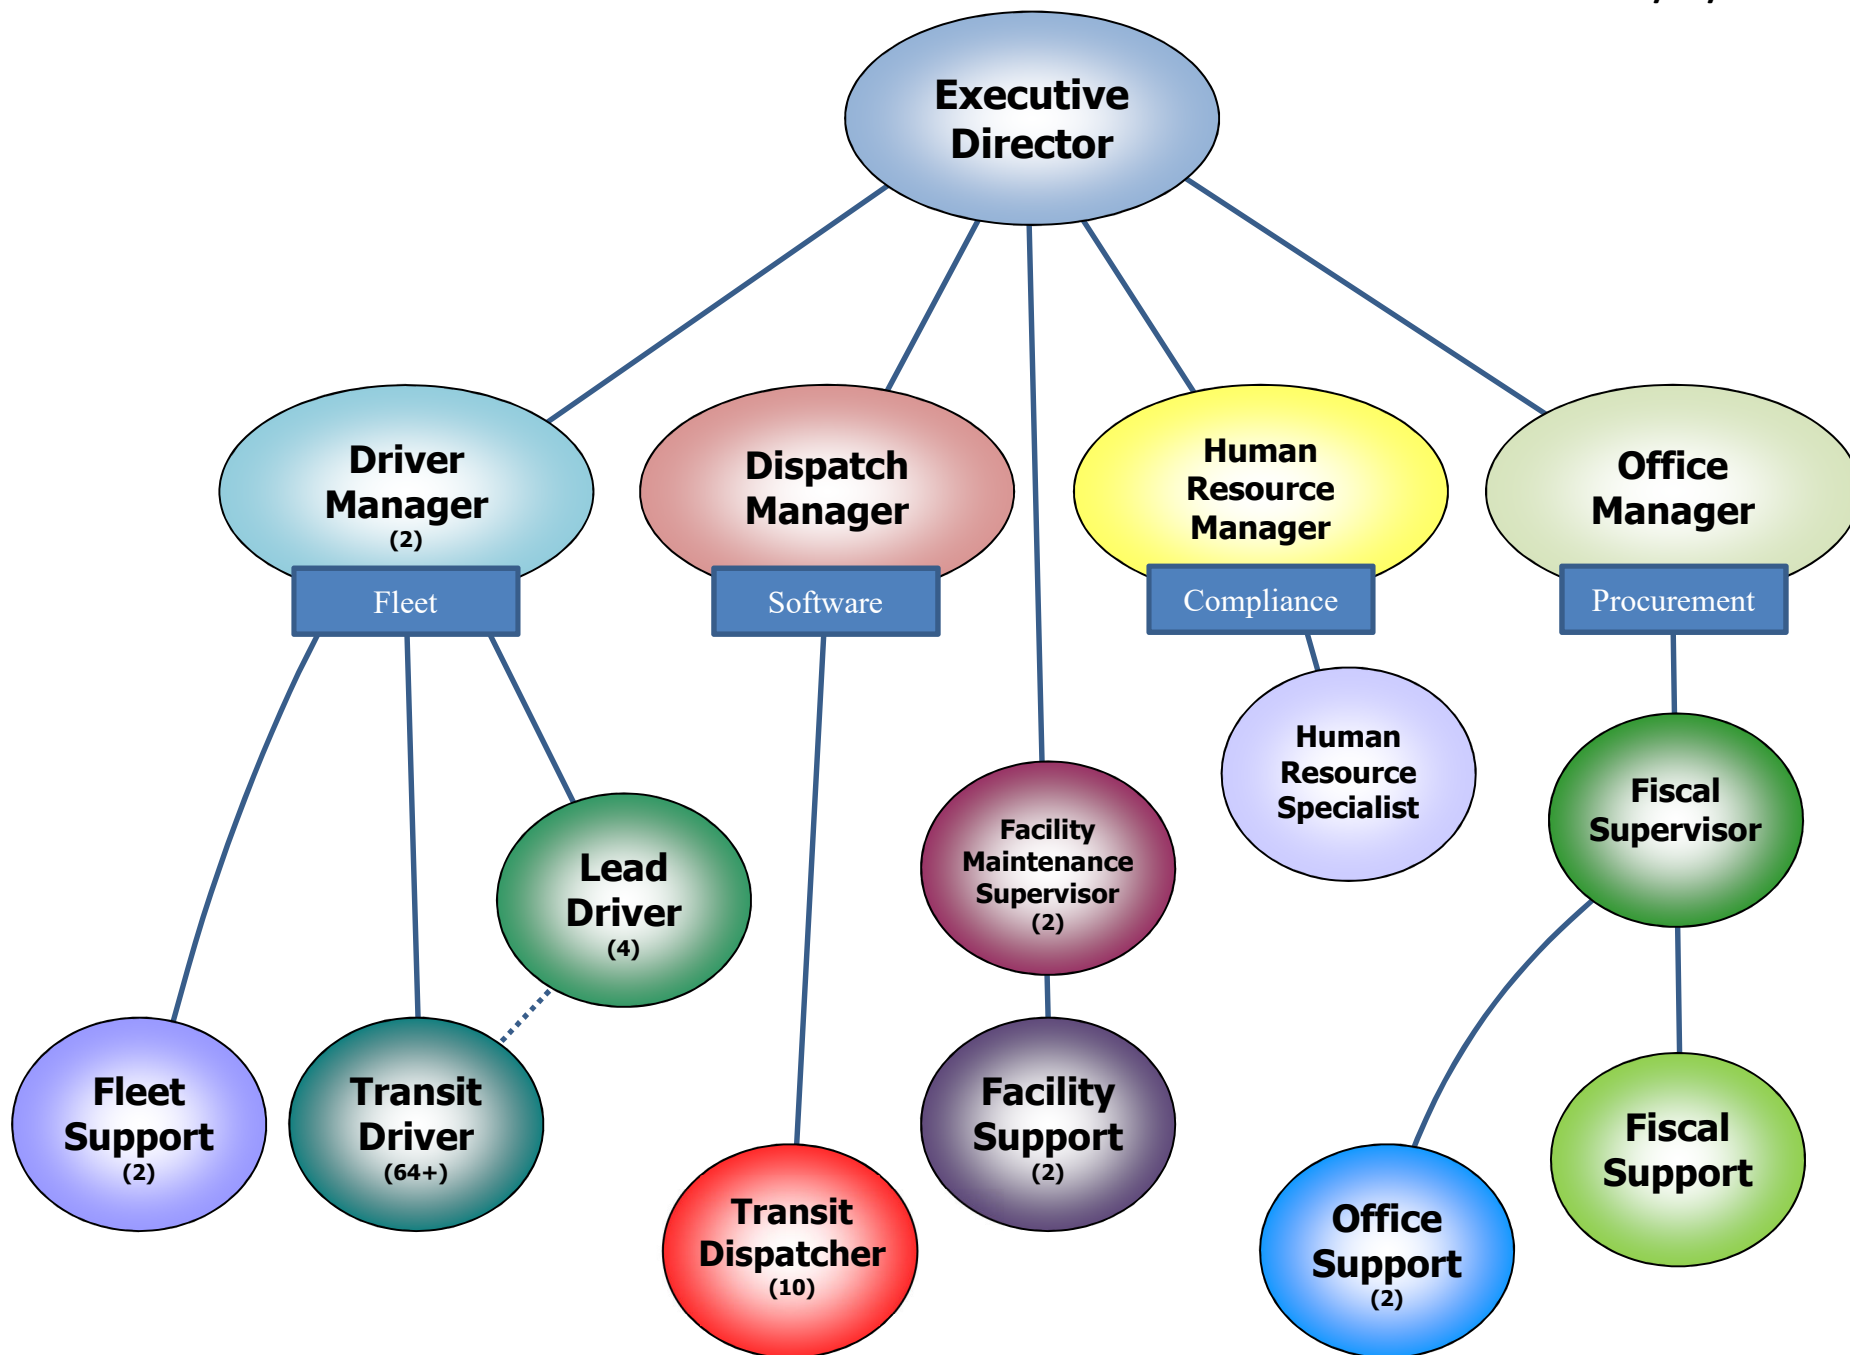 Executive
Director
Driver
Manager
(2)
Fleet
Dispatch
Manager
Software
Human
Resource
Manager
Compliance
Office
Manager
Procurement
Human
Resource
Specialist
Fiscal
Supervisor
Facility
Maintenance
Supervisor
(2)
Lead
Driver
(4)
Fleet
Support
(2)
Transit
Driver
(64+)
Facility
Support
(2)
Fiscal
Support
Transit
Dispatcher
(10)
Office
Support
(2)